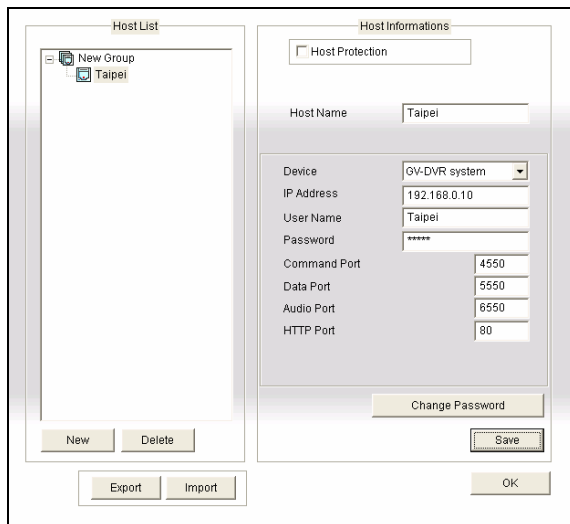 Host List
New Group
Taipei
New Delete
Export Import
Host Informations
Host Protection
Host Name Taipei
Device GV-DVR system
IP Address 192.168.0.10
User Name Taipei
Password *****
Command Port 4550
Data Port 5550
Audio Port 6550
HTTP Port 80
Change Password
Save
OK